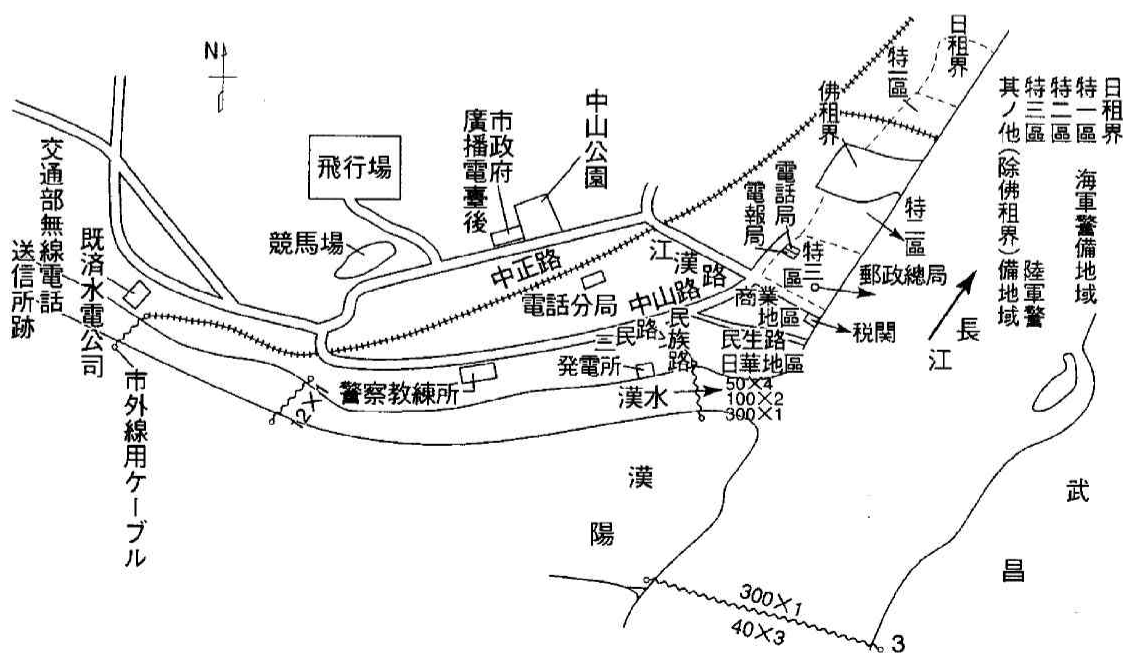 N
日租界
特一區
佛租界
日租界
特一區
特二區
特三區
其ノ他(除佛租界)
海軍警備地域
陸軍警備地域
中山公園
市政府
廣播電臺後
飛行場
競馬場
交通部無線電話
送信所跡
既済水電公司
市外線用ケーブル
電話局
電報局
特二區
特三區
郵政總局
江漢路
中正路
中山路
電話分局
商業地區
税関
長江
民族路
三民路
民生路
日華地區
発電所
警察教練所
漢水
50×4
100×2
300×1
12×
漢陽
武昌
300×1
40×3
3